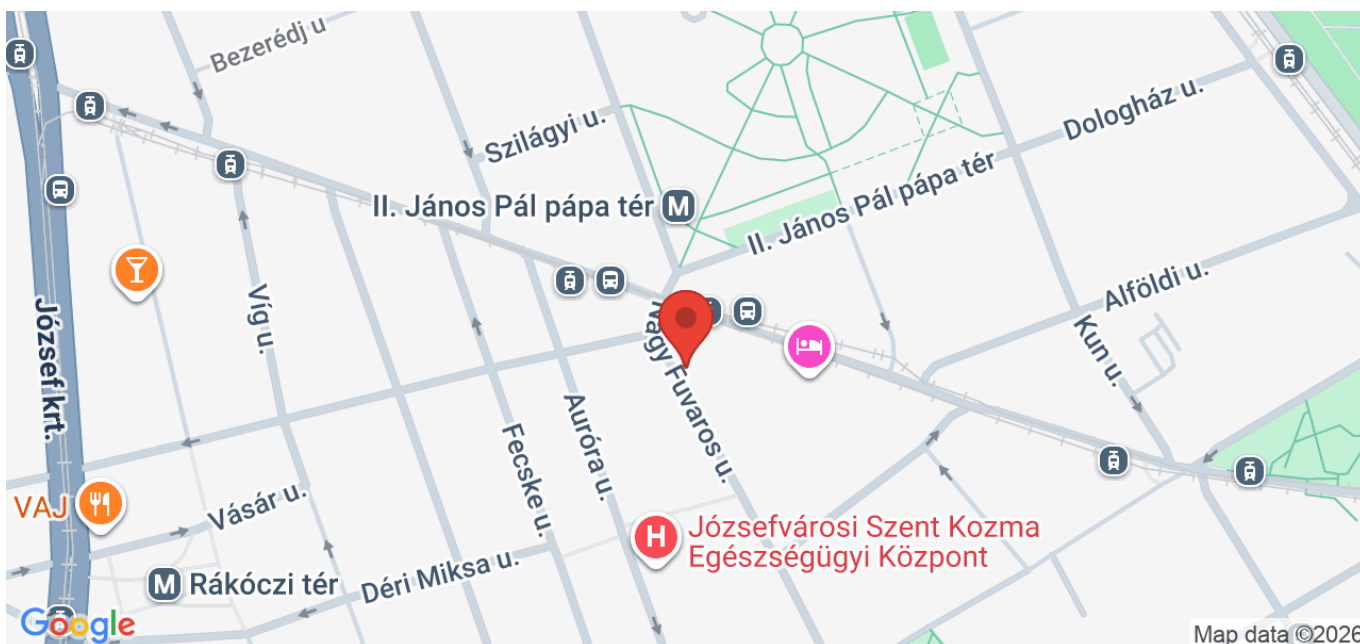 Bezerédj u
Szilágyi u.
Dologház u.
II. János Pál pápa tér
M
II. János Pál pápa tér
József krt.
Víg u.
Alföldi u.
Kun u.
Nagy Fuvaros u.
Auróra u.
Fecske u.
VAJ
Vásár u.
H
Józsefvárosi Szent Kozma
Egészségügyi Központ
M
Rákóczi tér
Déri Miksa u.
Google
Map data ©2026